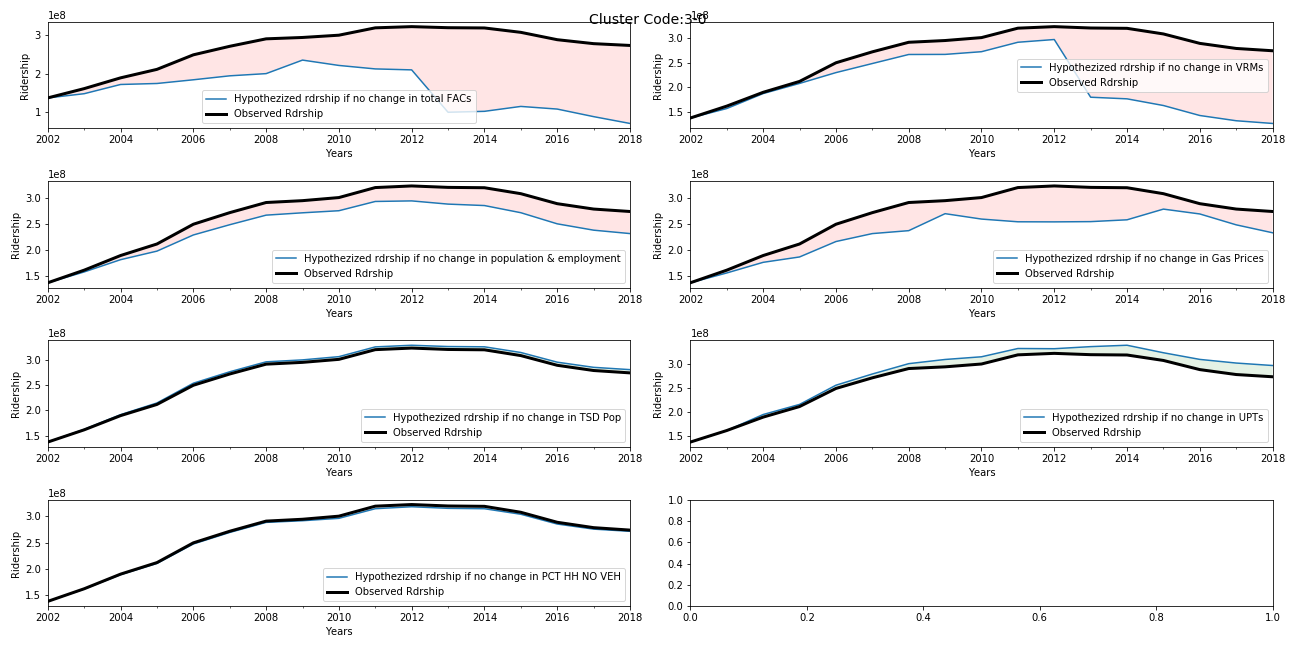 Cluster Code:3-0
1e8
3
2
1
Ridership
Hypothezized rdrship if no change in total FACs
Observed Rdrship
2002 2004 2006 2008 2010 2012 2014 2016 2018
Years
1e8
3.0
2.5
2.0
1.5
Ridership
Hypothezized rdrship if no change in VRMs
Observed Rdrship
2002 2004 2006 2008 2010 2012 2014 2016 2018
Years
1e8
3.0
2.5
2.0
1.5
Ridership
Hypothezized rdrship if no change in population & employment
Observed Rdrship
2002 2004 2006 2008 2010 2012 2014 2016 2018
Years
1e8
3.0
2.5
2.0
1.5
Ridership
Hypothezized rdrship if no change in Gas Prices
Observed Rdrship
2002 2004 2006 2008 2010 2012 2014 2016 2018
Years
1e8
3.0
2.5
2.0
1.5
Ridership
Hypothezized rdrship if no change in TSD Pop
Observed Rdrship
2002 2004 2006 2008 2010 2012 2014 2016 2018
Years
1e8
3.0
2.5
2.0
1.5
Ridership
Hypothezized rdrship if no change in UPTs
Observed Rdrship
2002 2004 2006 2008 2010 2012 2014 2016 2018
Years
1e8
3.0
2.5
2.0
1.5
Ridership
Hypothezized rdrship if no change in PCT HH NO VEH
Observed Rdrship
2002 2004 2006 2008 2010 2012 2014 2016 2018
Years
1.0
0.8
0.6
0.4
0.2
0.0
0.0 0.2 0.4 0.6 0.8 1.0